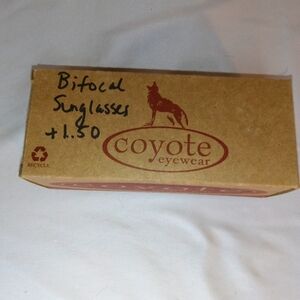 Bifocal
Sunglasses
+1.50
coyote
eyewear
RECYCLE